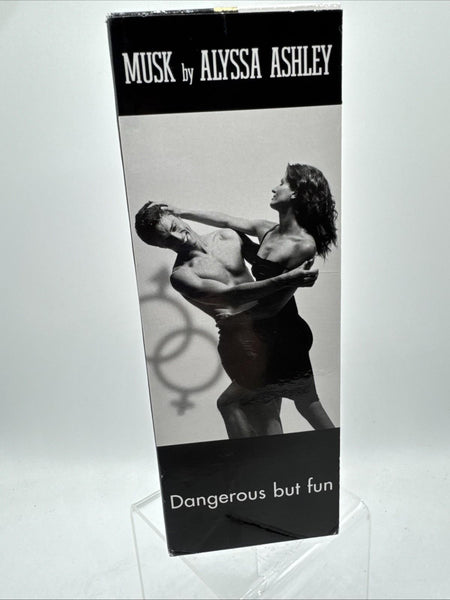 MUSK by ALYSSA ASHLEY
Dangerous but fun